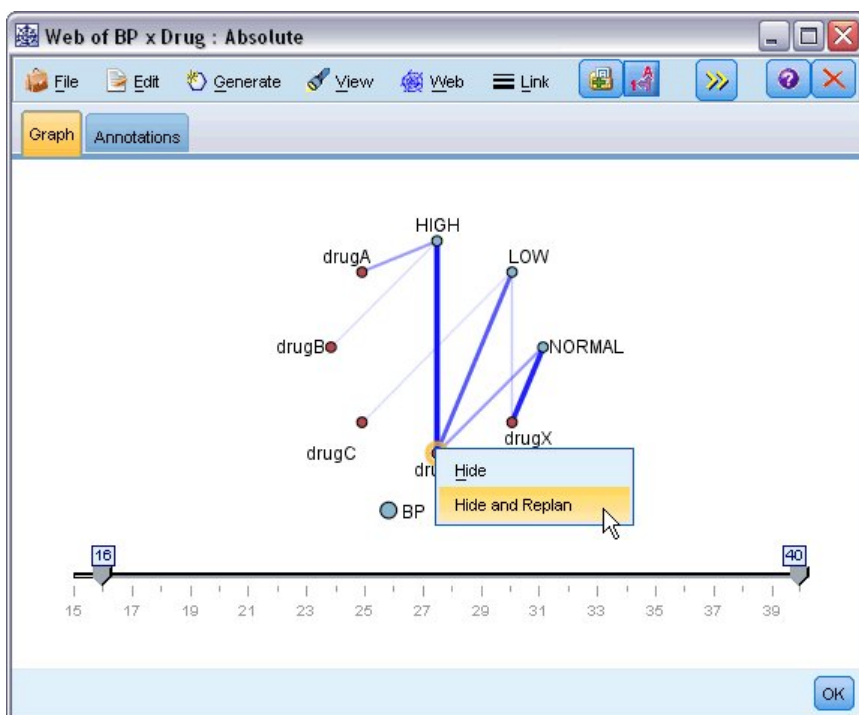 Web of BP x Drug : Absolute
File Edit Generate View Web Link
Graph Annotations
HIGH
drugA
LOW
drugB
NORMAL
drugC
drugX
Hide
Hide and Replan
BP
16 40
15 17 19 21 23 25 27 29 31 33 35 37 39
OK